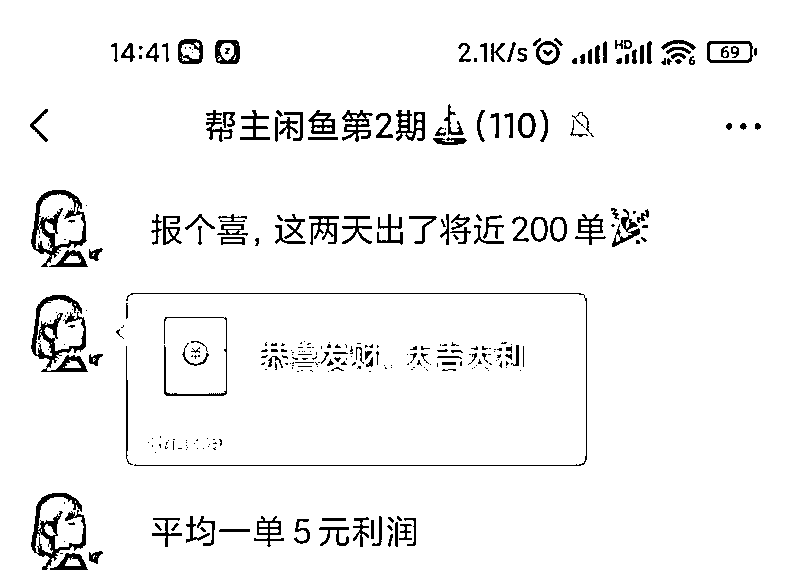 14:41 2.1K/s HD 6 69
帮主闲鱼第2期⛵(110)
报个喜，这两天出了将近200单🎉
恭喜发财，大吉大利
平均一单5元利润